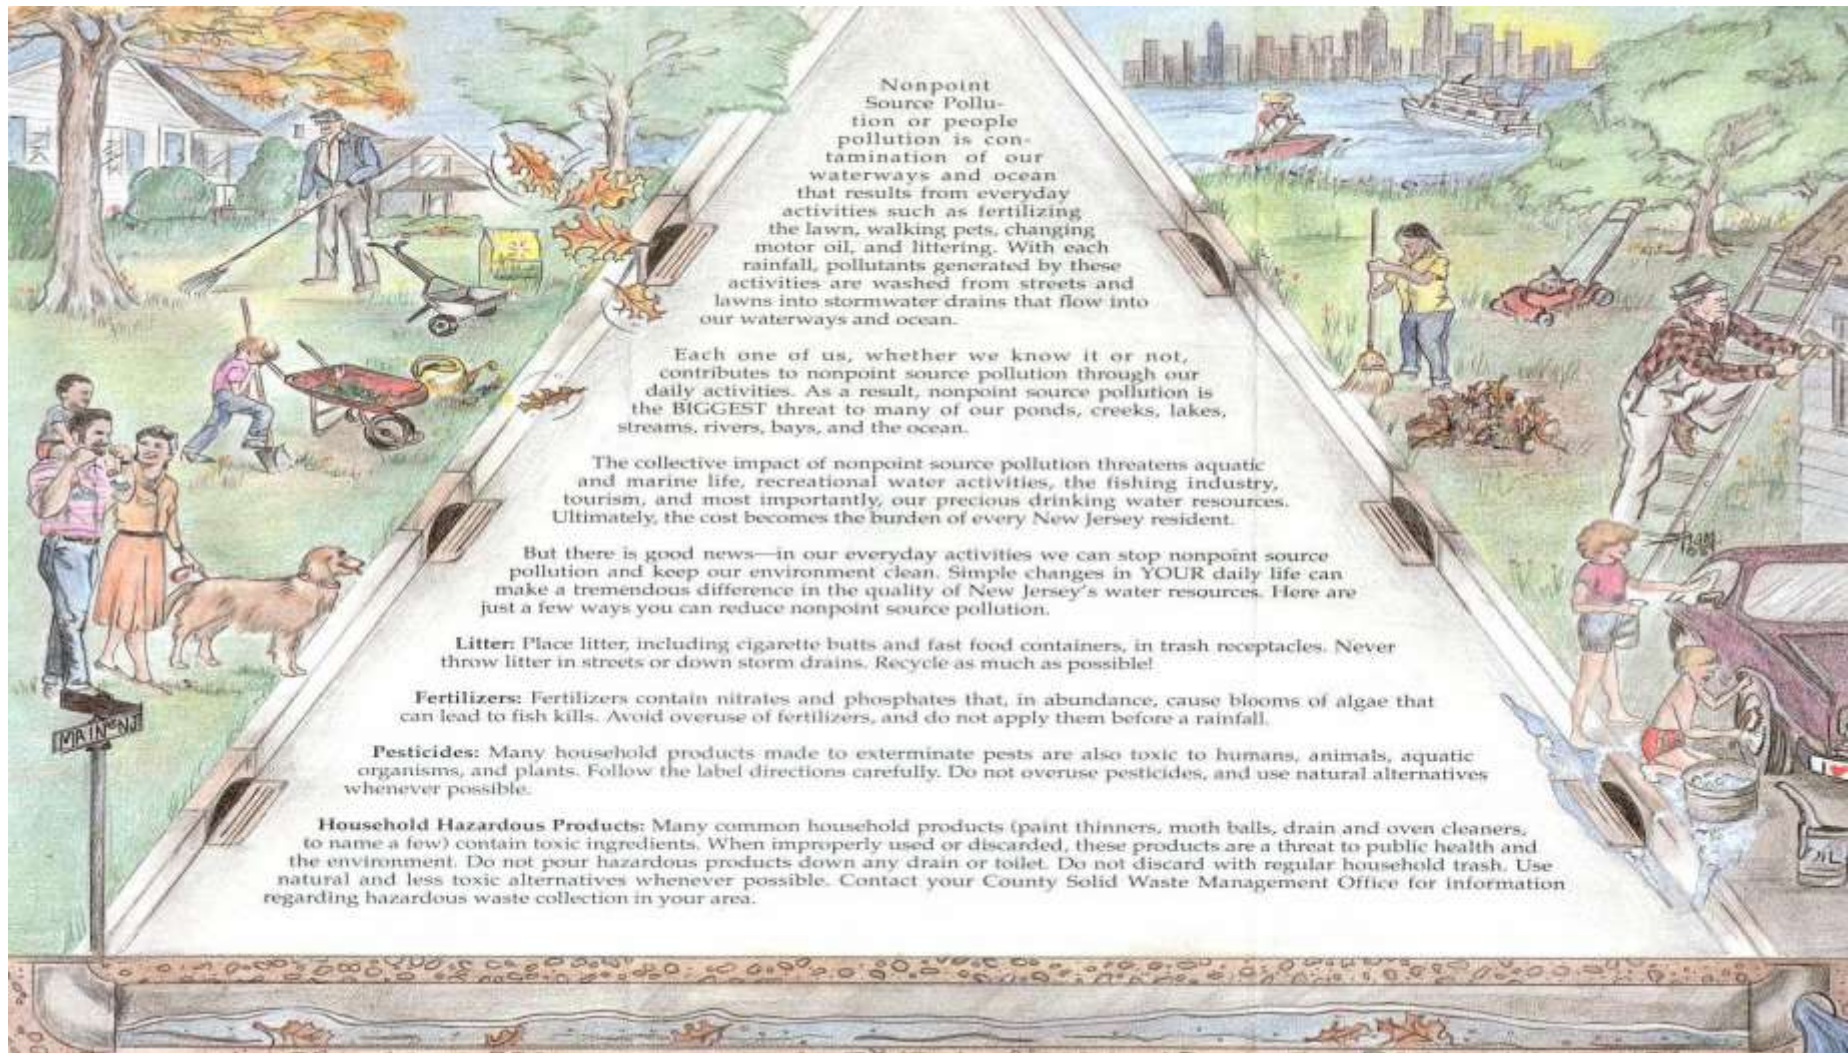 Nonpoint
Source Pollu-
tion or people
pollution is con-
tamination of our
waterways and ocean
that results from everyday
activities such as fertilizing
the lawn, walking pets, changing
motor oil, and littering. With each
rainfall, pollutants generated by these
activities are washed from streets and
lawns into stormwater drains that flow into
our waterways and ocean.
Each one of us, whether we know it or not,
contributes to nonpoint source pollution through our
daily activities. As a result, nonpoint source pollution is
the BIGGEST threat to many of our ponds, creeks, lakes,
streams, rivers, bays, and the ocean.
The collective impact of nonpoint source pollution threatens aquatic
and marine life, recreational water activities, the fishing industry,
tourism, and most importantly, our precious drinking water resources.
Ultimately, the cost becomes the burden of every New Jersey resident.
But there is good news—in our everyday activities we can stop nonpoint source
pollution and keep our environment clean. Simple changes in YOUR daily life can
make a tremendous difference in the quality of New Jersey's water resources. Here are
just a few ways you can reduce nonpoint source pollution.
Litter: Place litter, including cigarette butts and fast food containers, in trash receptacles. Never
throw litter in streets or down storm drains. Recycle as much as possible!
Fertilizers: Fertilizers contain nitrates and phosphates that, in abundance, cause blooms of algae that
can lead to fish kills. Avoid overuse of fertilizers, and do not apply them before a rainfall.
Pesticides: Many household products made to exterminate pests are also toxic to humans, animals, aquatic
organisms, and plants. Follow the label directions carefully. Do not overuse pesticides, and use natural alternatives
whenever possible.
Household Hazardous Products: Many common household products (paint thinners, moth balls, drain and oven cleaners,
to name a few) contain toxic ingredients. When improperly used or discarded, these products are a threat to public health and
the environment. Do not pour hazardous products down any drain or toilet. Do not discard with regular household trash. Use
natural and less toxic alternatives whenever possible. Contact your County Solid Waste Management Office for information
regarding hazardous waste collection in your area.
MAIN ST NJ
I